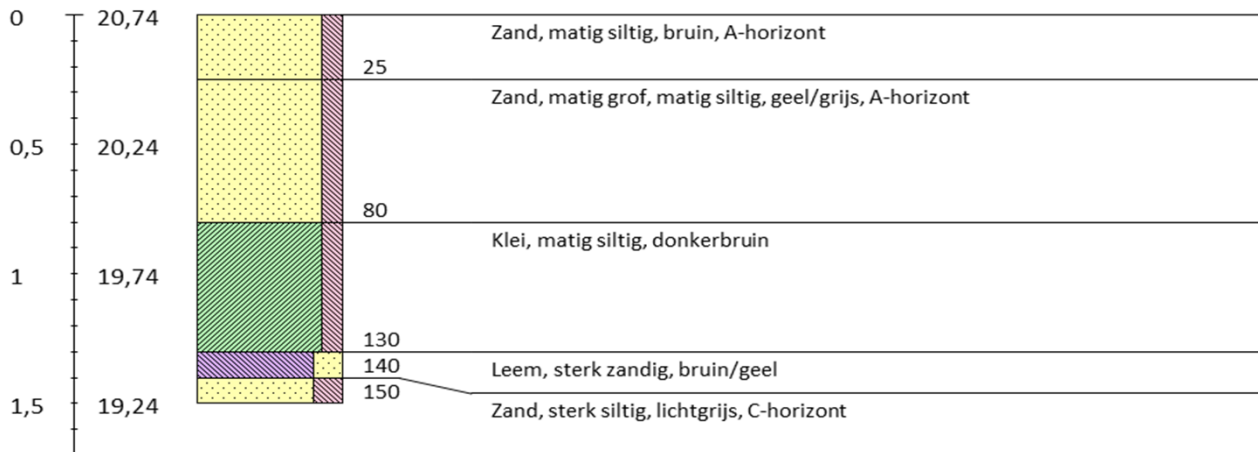 0 20,74
Zand, matig siltig, bruin, A-horizont
25
Zand, matig grof, matig siltig, geel/grijs, A-horizont
0,5 20,24
80
Klei, matig siltig, donkerbruin
1 19,74
130
140
Leem, sterk zandig, bruin/geel
150
1,5 19,24
Zand, sterk siltig, lichtgrijs, C-horizont